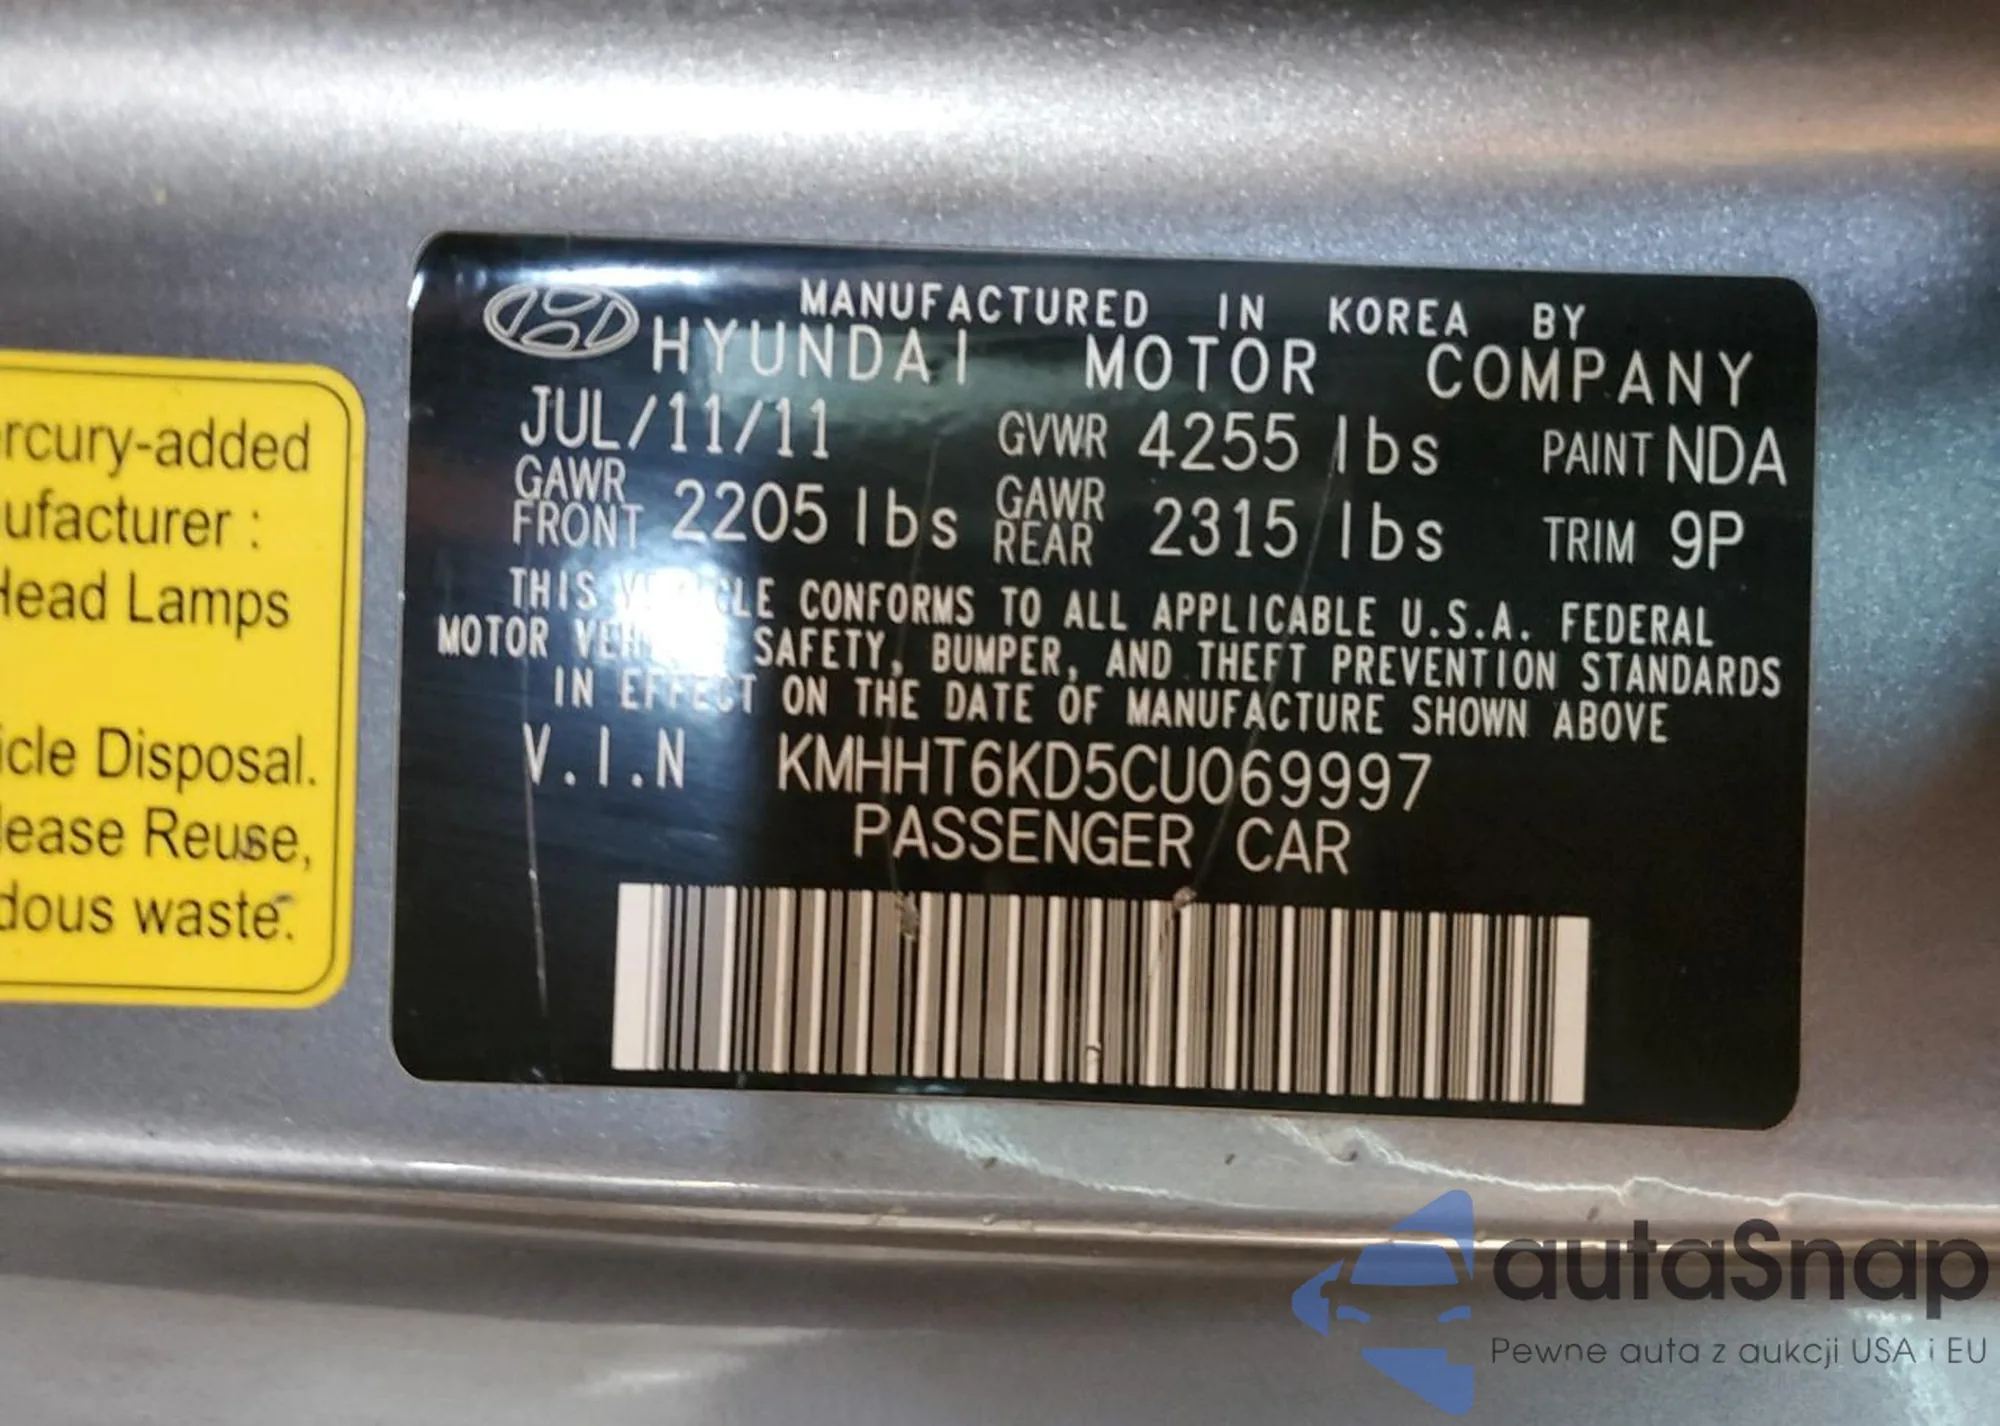 rcury-added
ufacturer :
Head Lamps
icle Disposal.
lease Reuse,
dous waste.
MANUFACTURED IN KOREA BY
HYUNDAI MOTOR COMPANY
JUL/11/11 GVWR 4255 lbs PAINT NDA
GAWR FRONT 2205 lbs GAWR REAR 2315 lbs TRIM 9P
THIS VEHICLE CONFORMS TO ALL APPLICABLE U.S.A. FEDERAL
MOTOR VEHICLE SAFETY, BUMPER, AND THEFT PREVENTION STANDARDS
IN EFFECT ON THE DATE OF MANUFACTURE SHOWN ABOVE
V.I.N KMHHT6KD5CU069997
PASSENGER CAR
autaSnap
Pewne auta z aukcji USA i EU